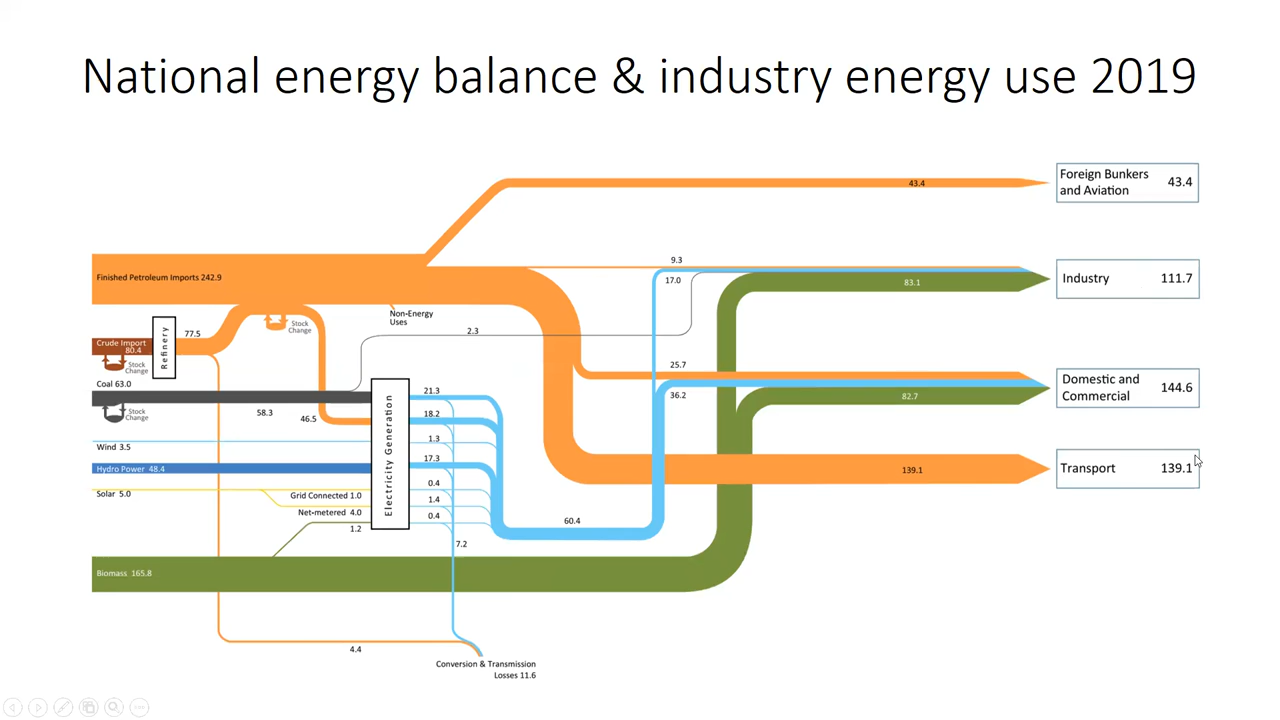 National energy balance & industry energy use 2019
43.4
Foreign Bunkers
and Aviation
43.4
Finished Petroleum Imports 242.9
9.3
17.0
83.1
Industry
111.7
Non-Energy
Uses
Stock
Change
Refinery
77.5
Crude Import
80.4
Stock
Change
2.3
Coal 63.0
Stock
Change
58.3
46.5
Electricity Generation
21.3
18.2
1.3
17.3
0.4
1.4
0.4
25.7
36.2
82.7
Domestic and
Commercial
144.6
Wind 3.5
Hydro Power 48.4
Solar 5.0
Grid Connected 1.0
Net-metered 4.0
1.2
139.1
Transport
139.1
60.4
7.2
Biomass 165.8
4.4
Conversion & Transmission
Losses 11.6